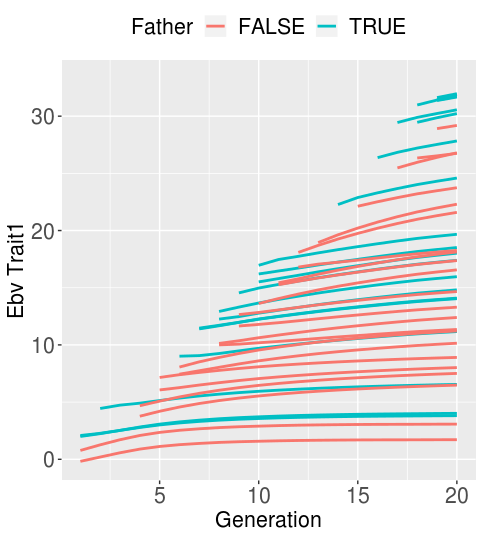 Father FALSE TRUE
Ebv Trait1
30
20
10
0
5 10 15 20
Generation